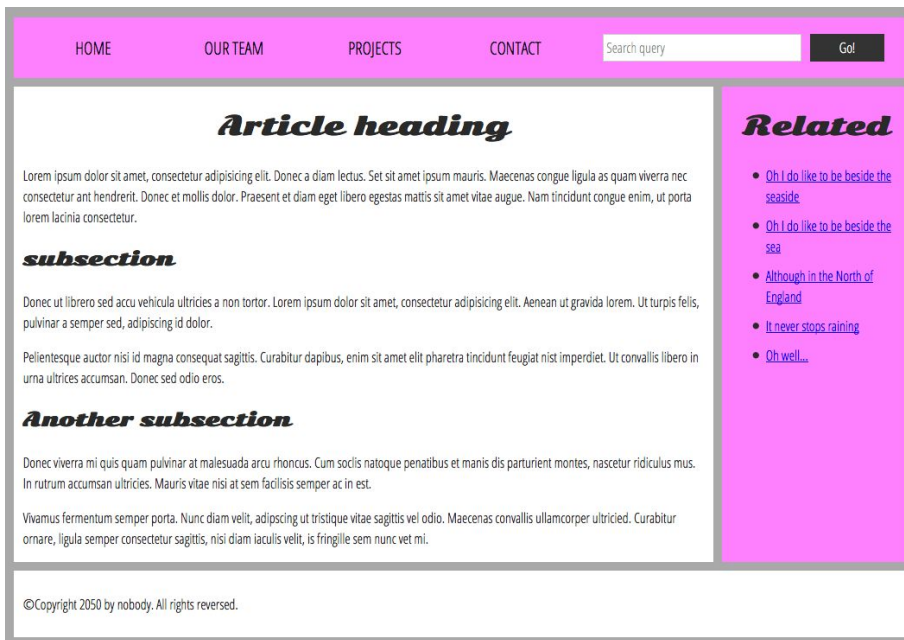 HOME OUR TEAM PROJECTS CONTACT Search query Go!
Article heading
Lorem ipsum dolor sit amet, consectetur adipisicing elit. Donec a diam lectus. Set sit amet ipsum mauris. Maecenas congue ligula as quam viverra nec
consectetur ant hendrerit. Donec et mollis dolor. Praesent et diam eget libero egestas mattis sit amet vitae augue. Nam tincidunt congue enim, ut porta
lorem lacinia consectetur.
subsection
Donec ut librero sed accu vehicula ultricies a non tortor. Lorem ipsum dolor sit amet, consectetur adipisicing elit. Aenean ut gravida lorem. Ut turpis felis,
pulvinar a semper sed, adipiscing id dolor.
Pelientesque auctor nisi id magna consequat sagittis. Curabitur dapibus, enim sit amet elit pharetra tincidunt feugiat nist imperdiet. Ut convallis libero in
urna ultrices accumsan. Donec sed odio eros.
Another subsection
Donec viverra mi quis quam pulvinar at malesuada arcu rhoncus. Cum soclis natoque penatibus et manis dis parturient montes, nascetur ridiculus mus.
In rutrum accumsan ultricies. Mauris vitae nisi at sem facilisis semper ac in est.
Vivamus fermentum semper porta. Nunc diam velit, adipscing ut tristique vitae sagittis vel odio. Maecenas convallis ullamcorper ultricied. Curabitur
ornare, ligula semper consectetur sagittis, nisi diam iaculis velit, is fringille sem nunc vet mi.
Related
Oh I do like to be beside the
seaside
Oh I do like to be beside the
sea
Although in the North of
England
It never stops raining
Oh well...
©Copyright 2050 by nobody. All rights reversed.